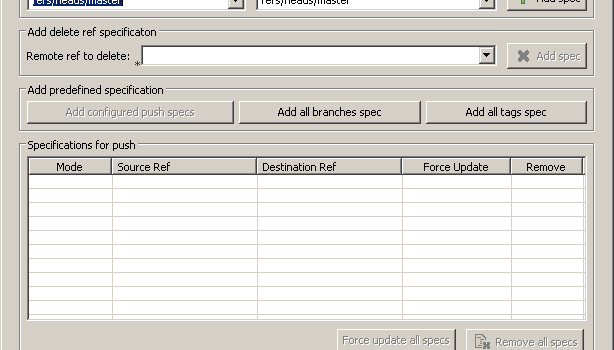 refs/heads/master refs/heads/master Add spec
Add delete ref specificaton
Remote ref to delete: * Add spec
Add predefined specification
Add configured push specs Add all branches spec Add all tags spec
Specifications for push
Mode Source Ref Destination Ref Force Update Remove
Force update all specs Remove all specs